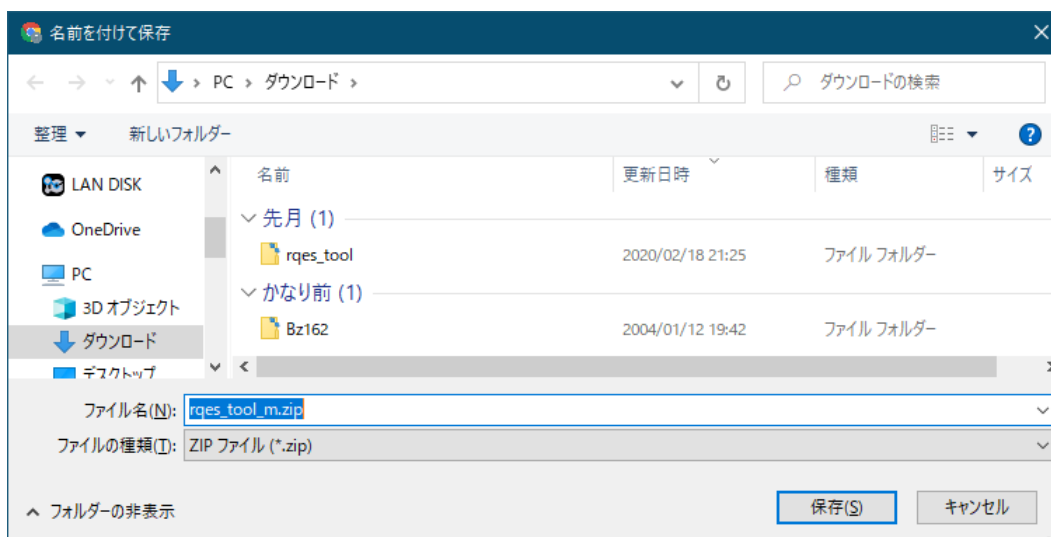 名前を付けて保存
PC › ダウンロード ›
ダウンロードの検索
整理
新しいフォルダー
名前
更新日時
種類
サイズ
LAN DISK
OneDrive
PC
3D オブジェクト
ダウンロード
デスクトップ
先月 (1)
rqes_tool 2020/02/18 21:25 ファイル フォルダー
かなり前 (1)
Bz162 2004/01/12 19:42 ファイル フォルダー
ファイル名(N): rqes_tool_m.zip
ファイルの種類(T): ZIP ファイル (*.zip)
フォルダーの非表示
保存(S)
キャンセル